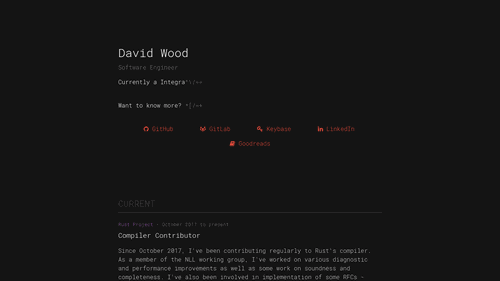 David Wood
Software Engineer
Currently a Integra^\/=+
Want to know more?
GitHub
GitLab
Keybase
LinkedIn
Goodreads
CURRENT
Rust Project - October 2017 to present
Compiler Contributor
Since October 2017, I've been contributing regularly to Rust's compiler.
As a member of the NLL working group, I've worked on various diagnostic
and performance improvements as well as some work on soundness and
completeness. I've also been involved in implementation of some RFCs -